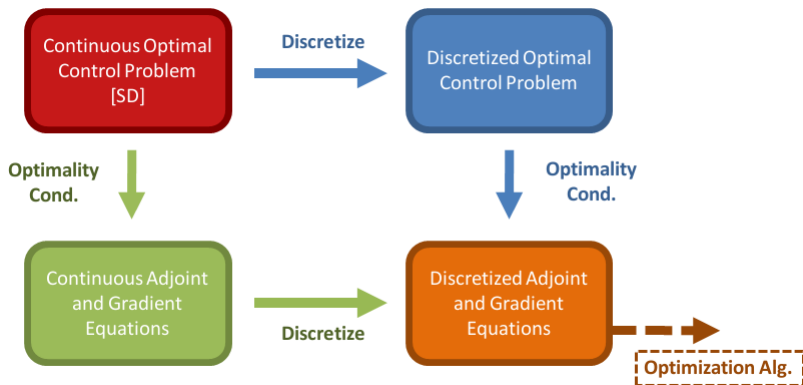 Continuous Optimal
Control Problem
[SD]
Discretize
Discretized Optimal
Control Problem
Optimality
Cond.
Optimality
Cond.
Continuous Adjoint
and Gradient
Equations
Discretize
Discretized Adjoint
and Gradient
Equations
Optimization Alg.